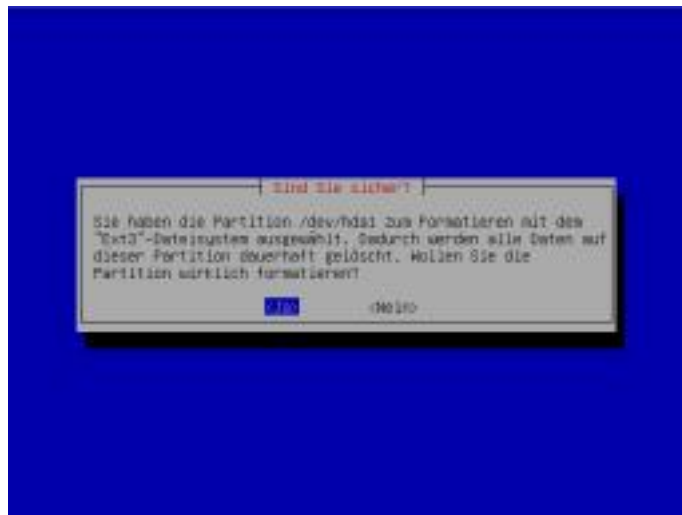 Sind Sie sicher?
Sie haben die Partition /dev/hda1 zum Formatieren mit dem
"Ext3"-Dateisystem ausgewählt. Dadurch werden alle Daten auf
dieser Partition dauerhaft gelöscht. Wollen Sie die
Partition wirklich formatieren?
<Ja> <Nein>